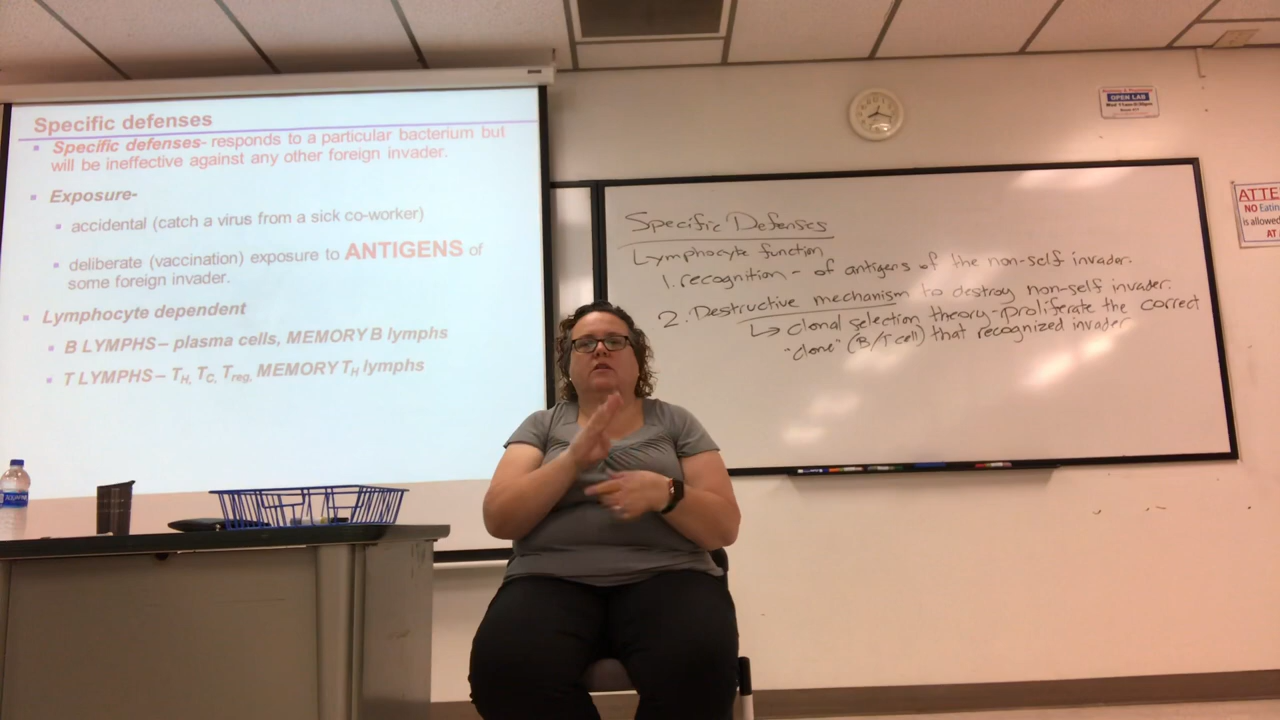 Specific defenses
Specific defenses- responds to a particular bacterium but
will be ineffective against any other foreign invader.
Exposure-
accidental (catch a virus from a sick co-worker)
deliberate (vaccination) exposure to ANTIGENS of
some foreign invader.
Lymphocyte dependent
B LYMPHS – plasma cells, MEMORY B lymphs
T LYMPHS – TH, TC, Treg, MEMORY TH lymphs
Specific Defenses
Lymphocyte function
1. recognition - of antigens of the non-self invader.
2. Destructive mechanism to destroy non-self invader.
↳ clonal selection theory- proliferate the correct
"clone" (B/T cell) that recognized invader
OPEN LAB
ATTE
NO Eatin
is allowed
AT
AQUAFINA